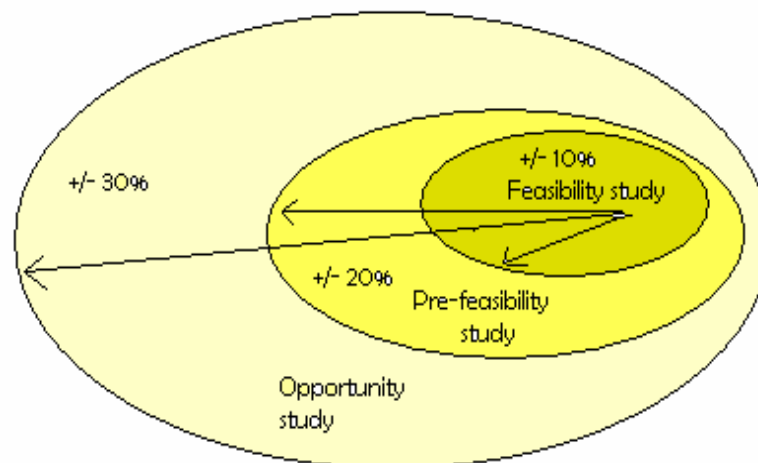 +/- 10%
Feasibility study
+/- 30%
+/- 20%
Pre-feasibility
study
Opportunity
study